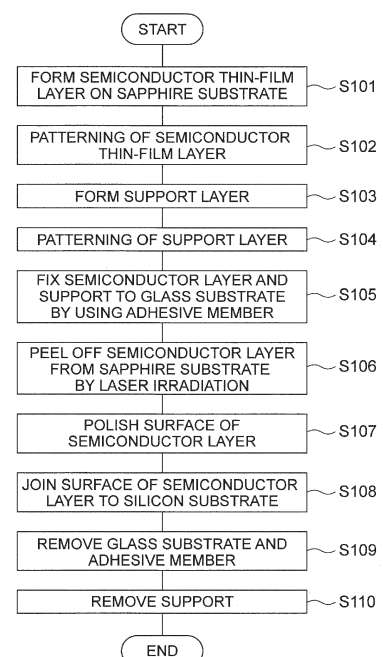 START
FORM SEMICONDUCTOR THIN-FILM
LAYER ON SAPPHIRE SUBSTRATE
S101
PATTERNING OF SEMICONDUCTOR
THIN-FILM LAYER
S102
FORM SUPPORT LAYER
S103
PATTERNING OF SUPPORT LAYER
S104
FIX SEMICONDUCTOR LAYER AND
SUPPORT TO GLASS SUBSTRATE
BY USING ADHESIVE MEMBER
S105
PEEL OFF SEMICONDUCTOR LAYER
FROM SAPPHIRE SUBSTRATE
BY LASER IRRADIATION
S106
POLISH SURFACE OF
SEMICONDUCTOR LAYER
S107
JOIN SURFACE OF SEMICONDUCTOR
LAYER TO SILICON SUBSTRATE
S108
REMOVE GLASS SUBSTRATE AND
ADHESIVE MEMBER
S109
REMOVE SUPPORT
S110
END